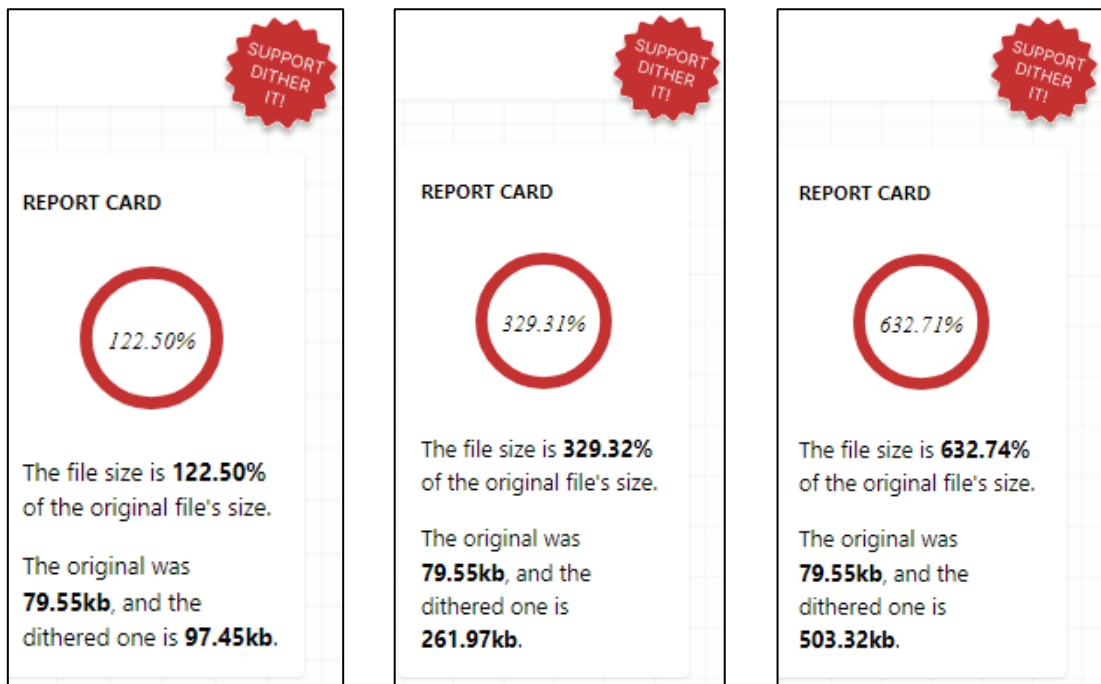 SUPPORT
DITHER
IT!
REPORT CARD
122.50%
The file size is 122.50%
of the original file's size.
The original was
79.55kb, and the
dithered one is 97.45kb.
SUPPORT
DITHER
IT!
REPORT CARD
329.31%
The file size is 329.32%
of the original file's size.
The original was
79.55kb, and the
dithered one is
261.97kb.
SUPPORT
DITHER
IT!
REPORT CARD
632.71%
The file size is 632.74%
of the original file's size.
The original was
79.55kb, and the
dithered one is
503.32kb.